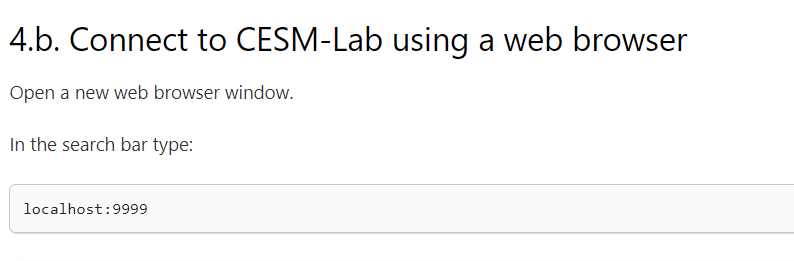 4.b. Connect to CESM-Lab using a web browser
Open a new web browser window.
In the search bar type:
localhost:9999